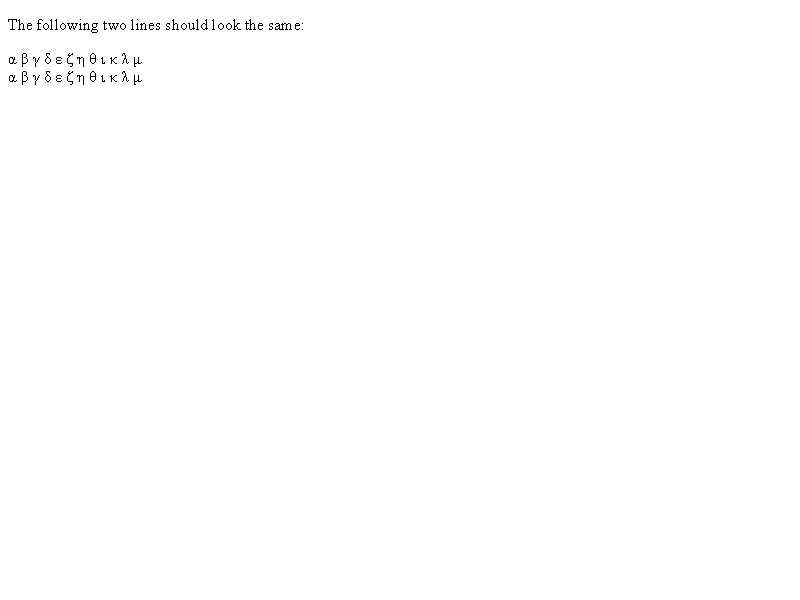 The following two lines should look the same:
α β γ δ ε ζ η θ ι κ λ μ
α β γ δ ε ζ η θ ι κ λ μ